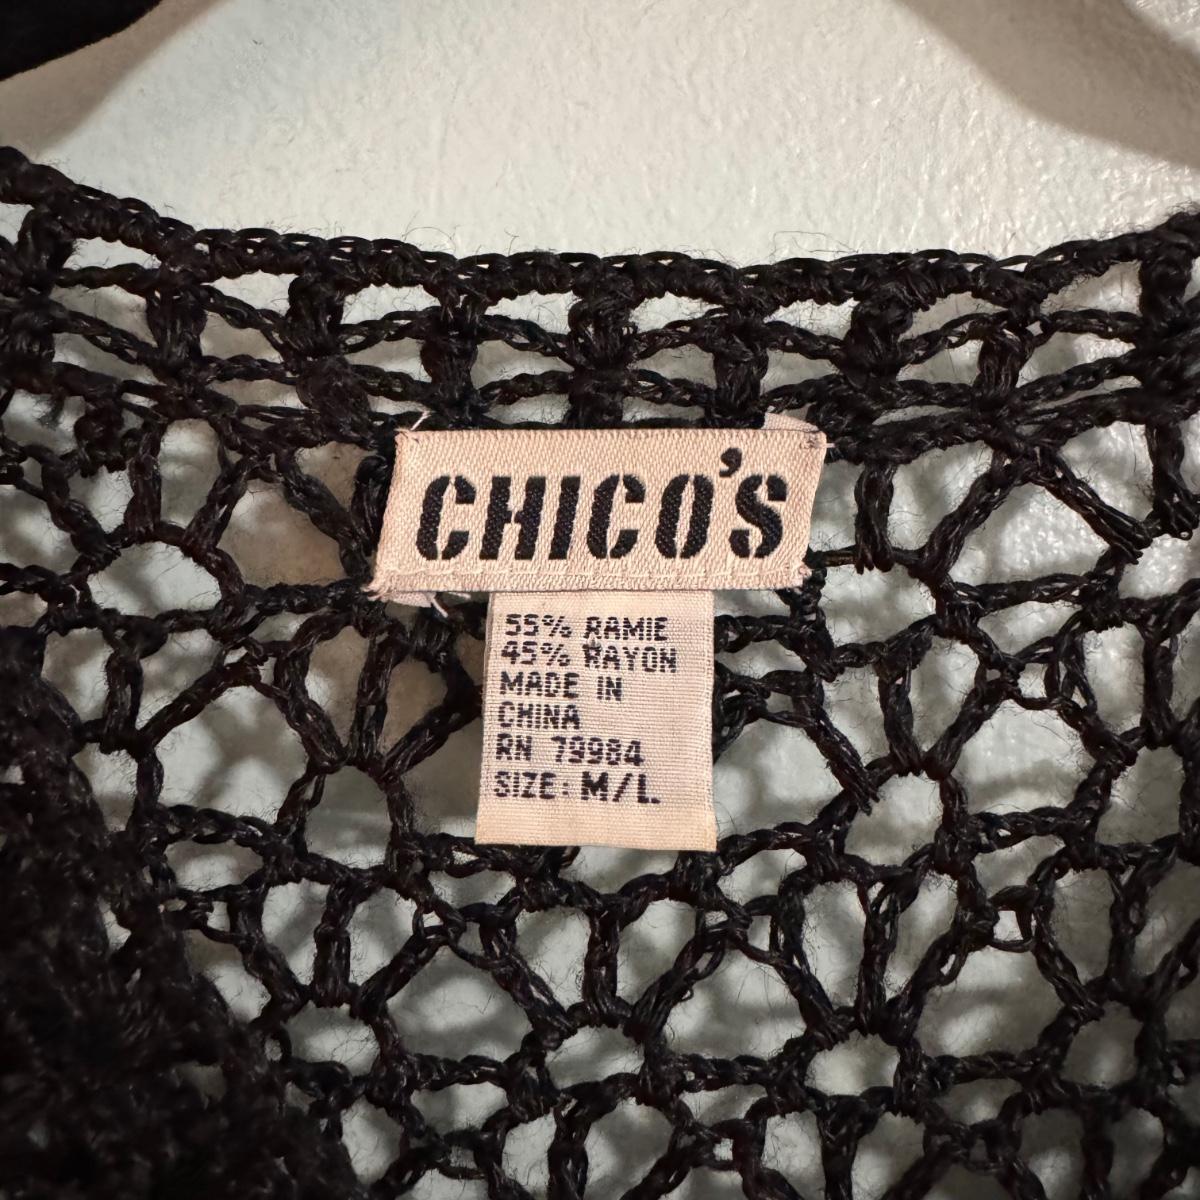 CHICO'S
55% RAMIE
45% RAYON
MADE IN
CHINA
RN 79984
SIZE: M/L